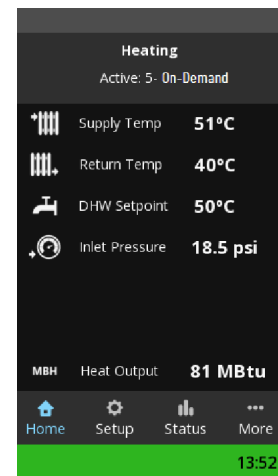 Heating
Active: 5- On-Demand
Supply Temp 51°C
Return Temp 40°C
DHW Setpoint 50°C
Inlet Pressure 18.5 psi
MBH Heat Output 81 MBtu
Home Setup Status More
13:52